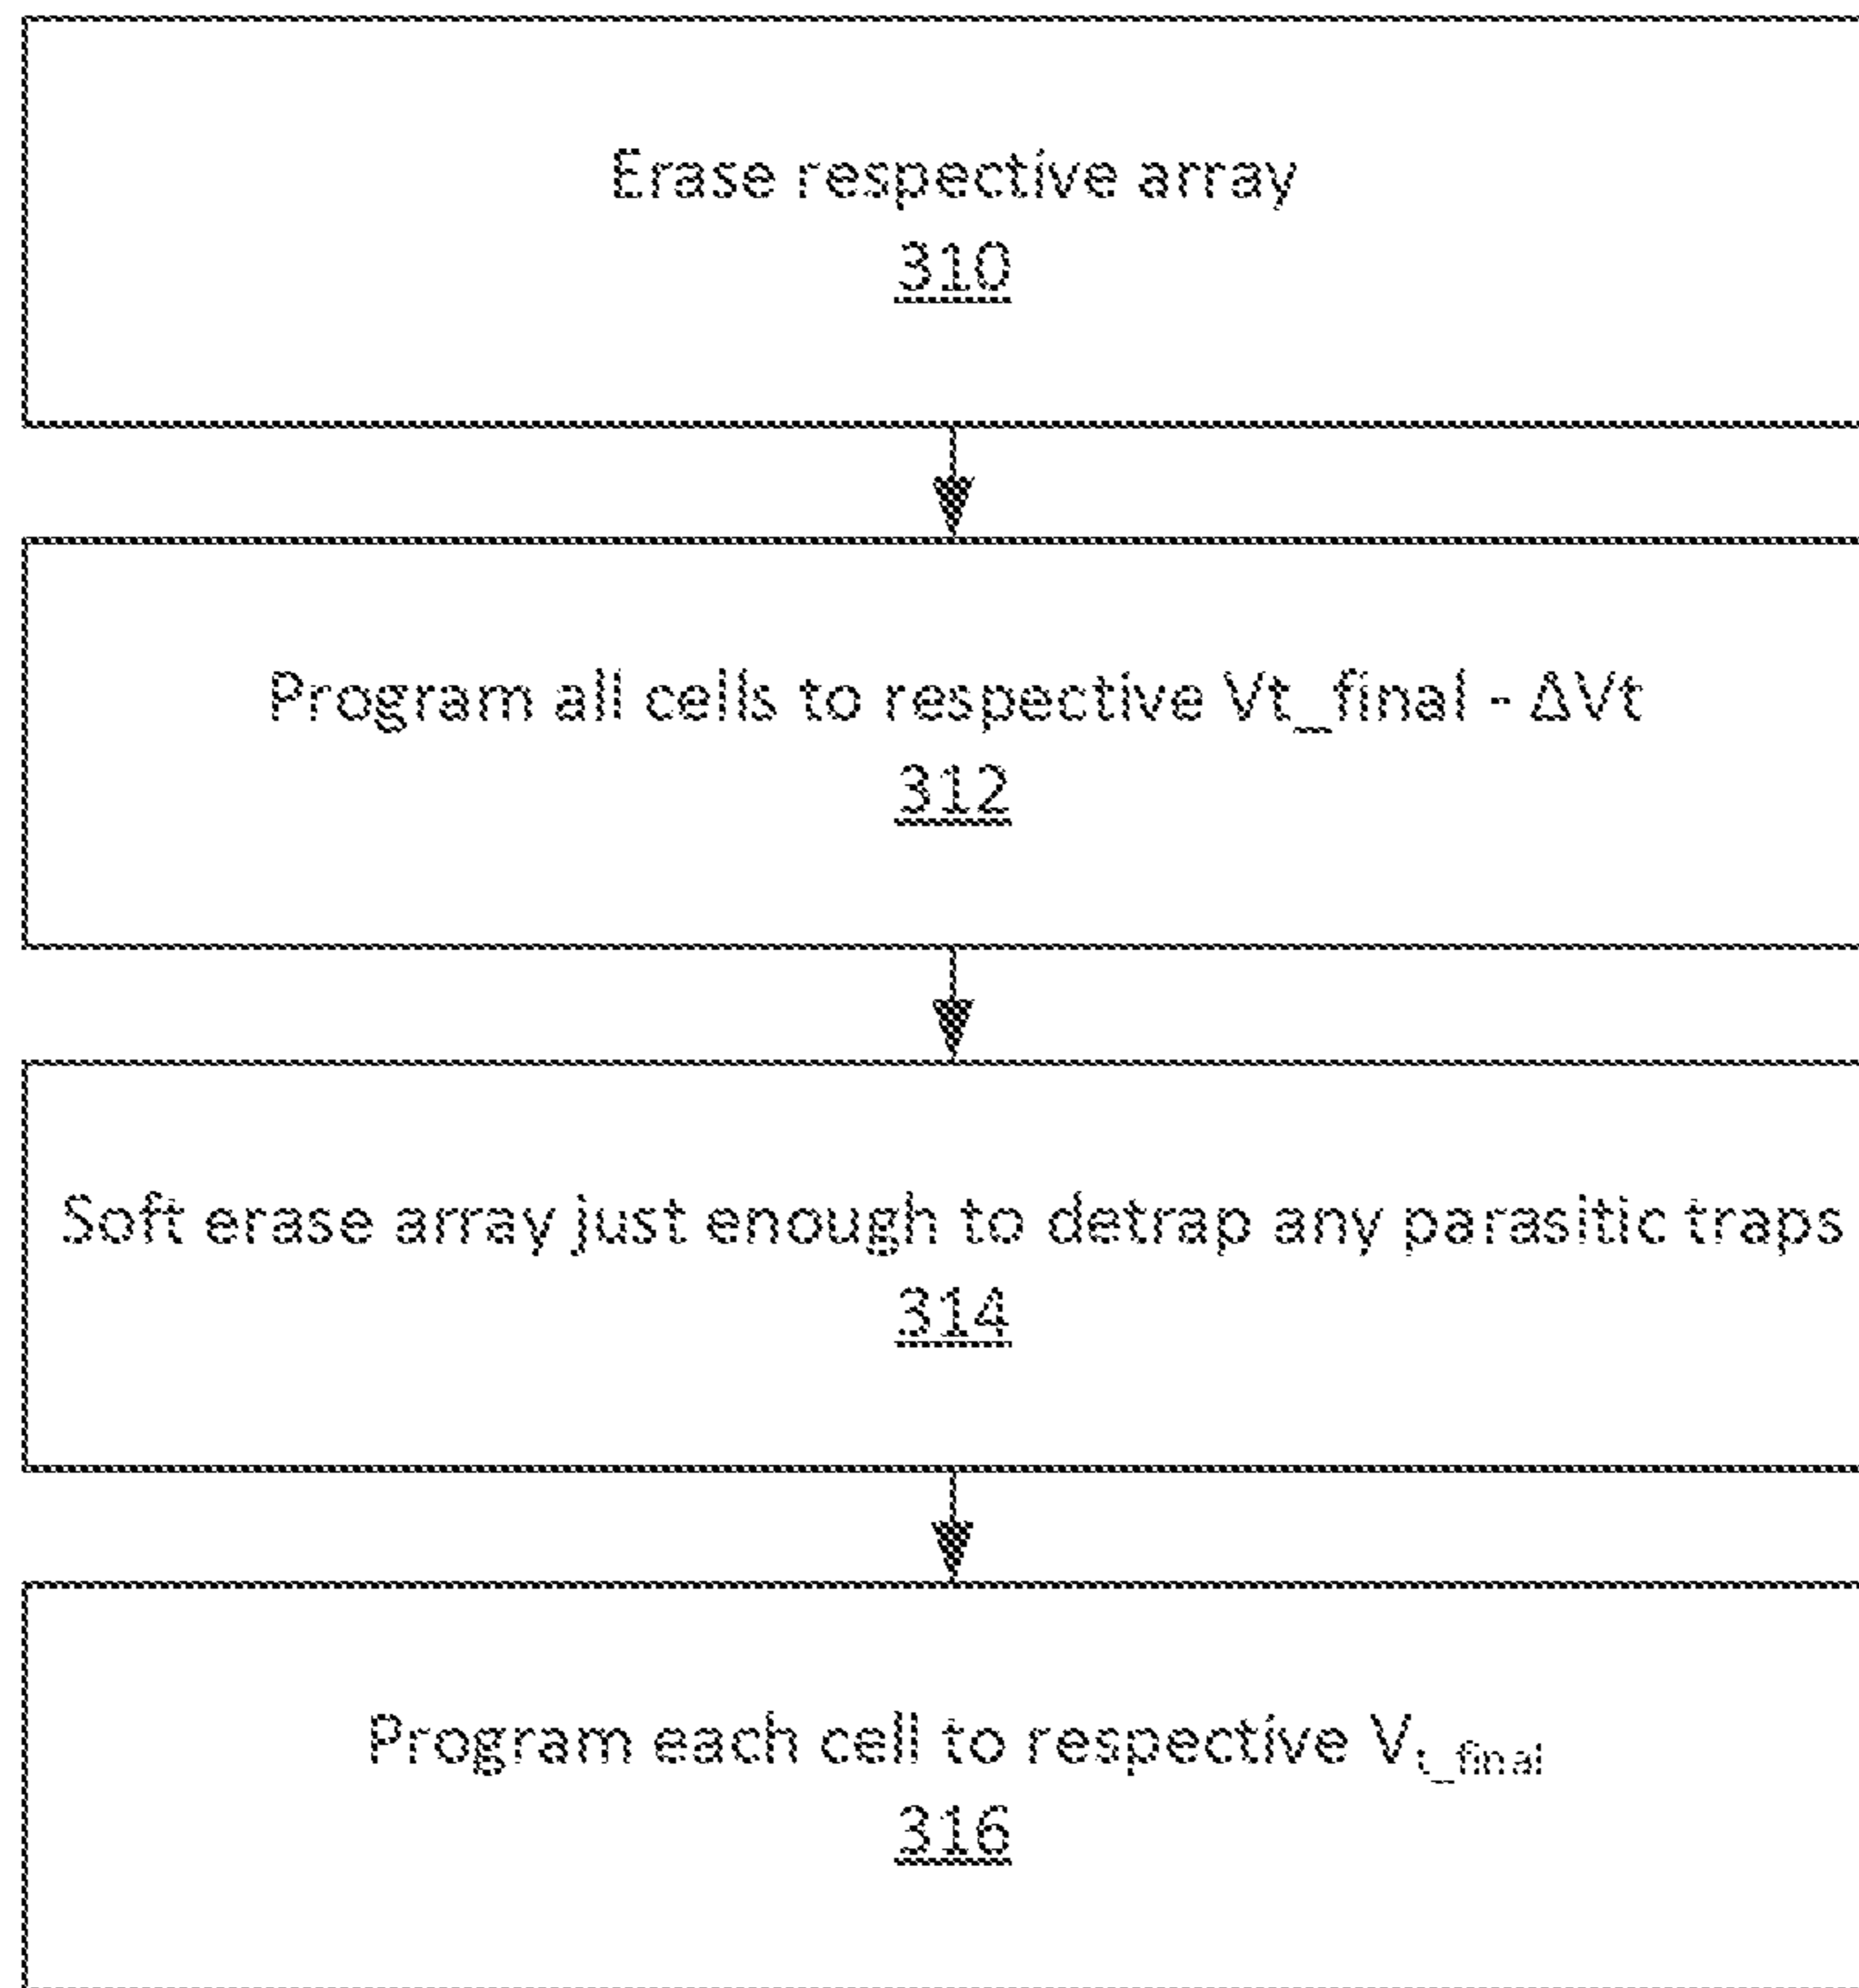 Erase respective array
310
Program all cells to respective Vt_final - ΔVt
312
Soft erase array just enough to detrap any parasitic traps
314
Program each cell to respective Vt_final
316